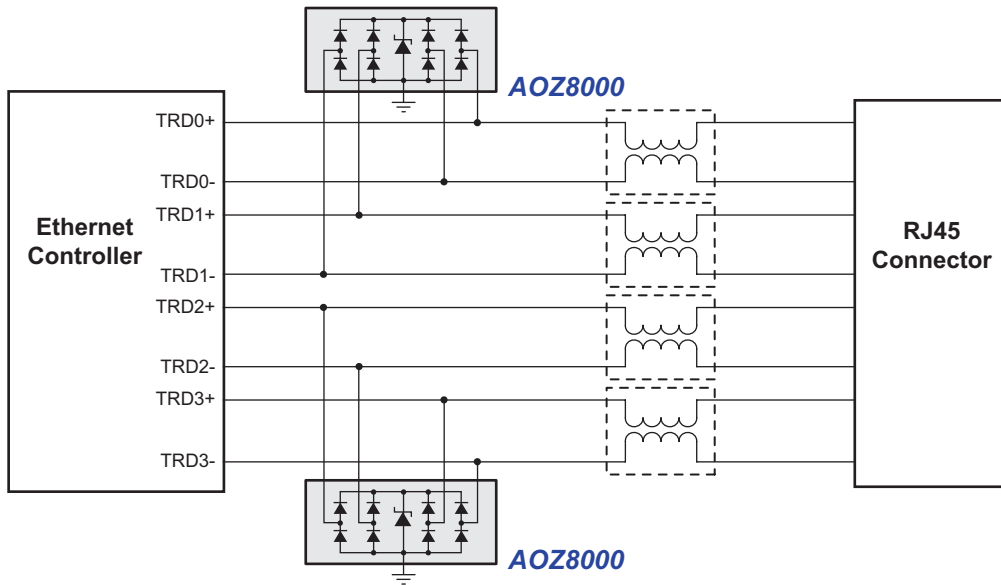 AOZ8000
TRD0+
TRD0-
TRD1+
Ethernet
Controller
RJ45
Connector
TRD1-
TRD2+
TRD2-
TRD3+
TRD3-
AOZ8000